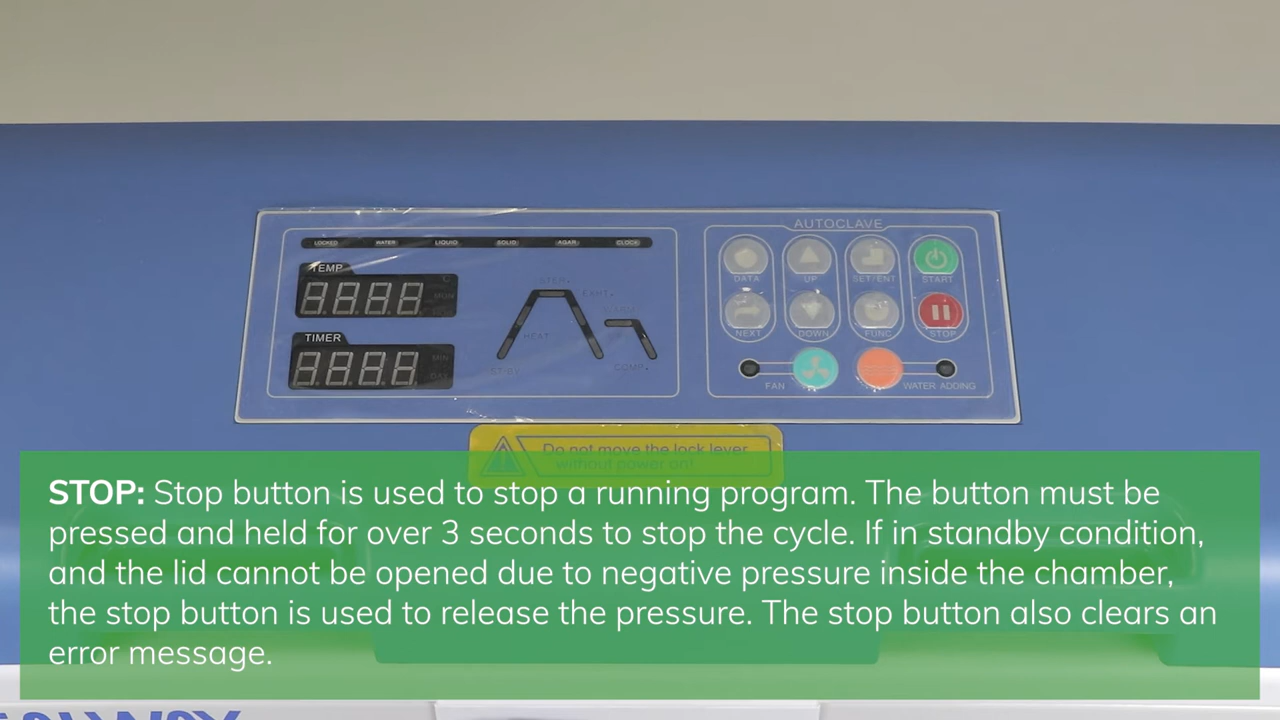 AUTOCLAVE
LOCKED WATER LIQUID SOLID AGAR CLOCK
TEMP
TIMER
MIN
DAY
STER.
EXHT.
HEAT
ST-BY
COMP.
DATA UP SET/ENT START
NEXT DOWN FUNC STOP
FAN WATER ADDING
Do not move the lock lever
without power on!
STOP: Stop button is used to stop a running program. The button must be
pressed and held for over 3 seconds to stop the cycle. If in standby condition,
and the lid cannot be opened due to negative pressure inside the chamber,
the stop button is used to release the pressure. The stop button also clears an
error message.